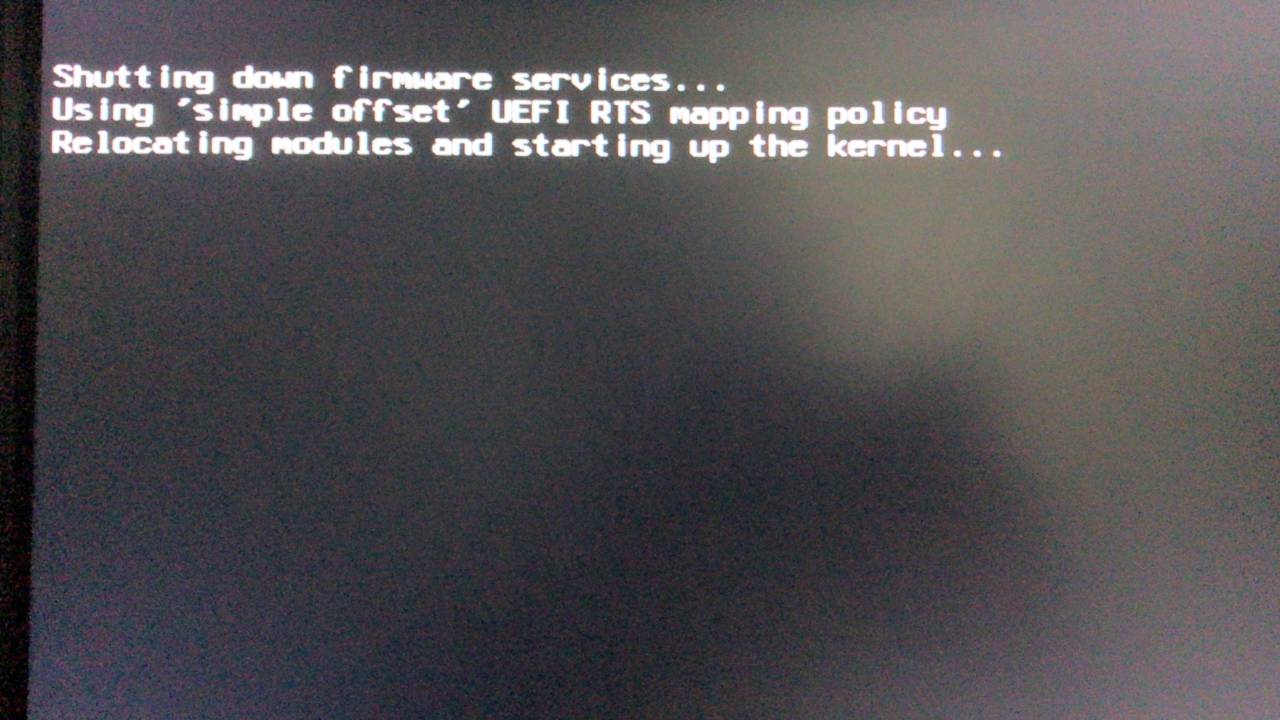 Shutting down firmware services...
Using 'simple offset' UEFI RTS mapping policy
Relocating modules and starting up the kernel...